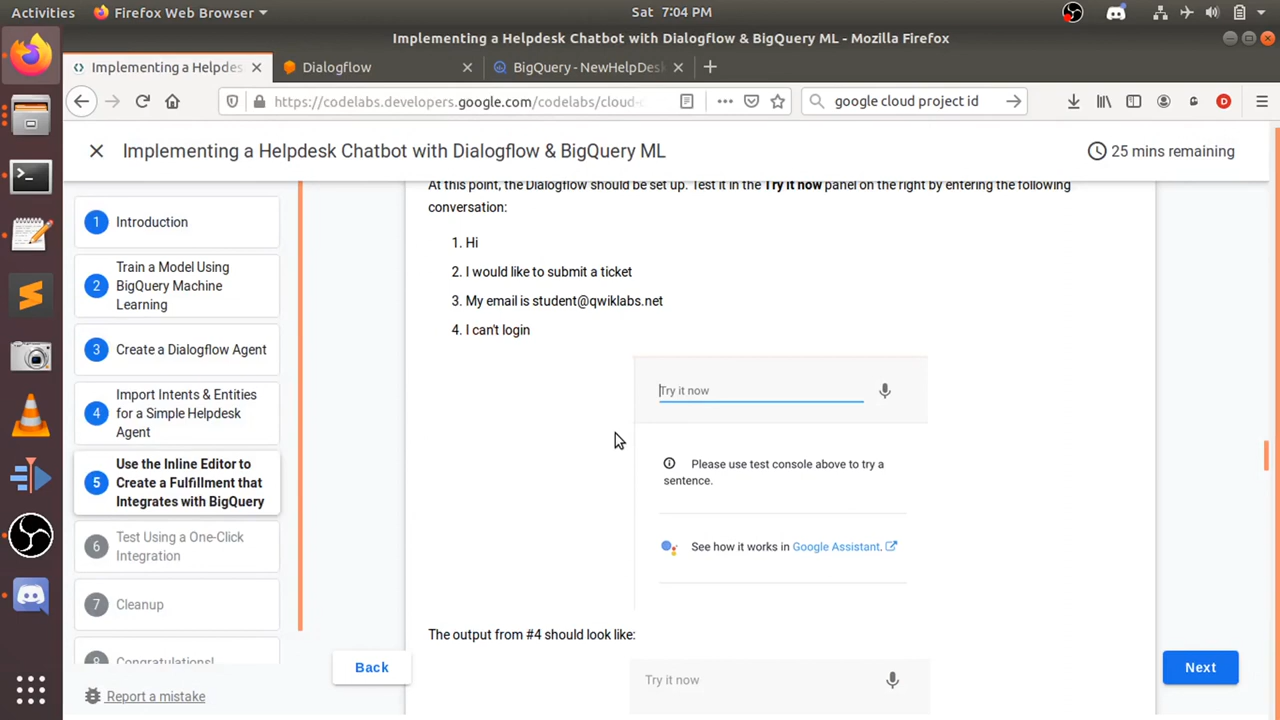 Activities
Firefox Web Browser
Sat 7:04 PM
Implementing a Helpdesk Chatbot with Dialogflow & BigQuery ML - Mozilla Firefox
Implementing a Helpdes
Dialogflow
BigQuery - NewHelpDesk
https://codelabs.developers.google.com/codelabs/cloud-
google cloud project id
Implementing a Helpdesk Chatbot with Dialogflow & BigQuery ML
25 mins remaining
1 Introduction
2 Train a Model Using
BigQuery Machine
Learning
3 Create a Dialogflow Agent
4 Import Intents & Entities
for a Simple Helpdesk
Agent
5 Use the Inline Editor to
Create a Fulfillment that
Integrates with BigQuery
6 Test Using a One-Click
Integration
7 Cleanup
8 Congratulations!
Report a mistake
At this point, the Dialogflow should be set up. Test it in the Try it now panel on the right by entering the following
conversation:
1. Hi
2. I would like to submit a ticket
3. My email is student@qwiklabs.net
4. I can't login
Try it now
Please use test console above to try a
sentence.
See how it works in Google Assistant.
The output from #4 should look like:
Try it now
Back
Next